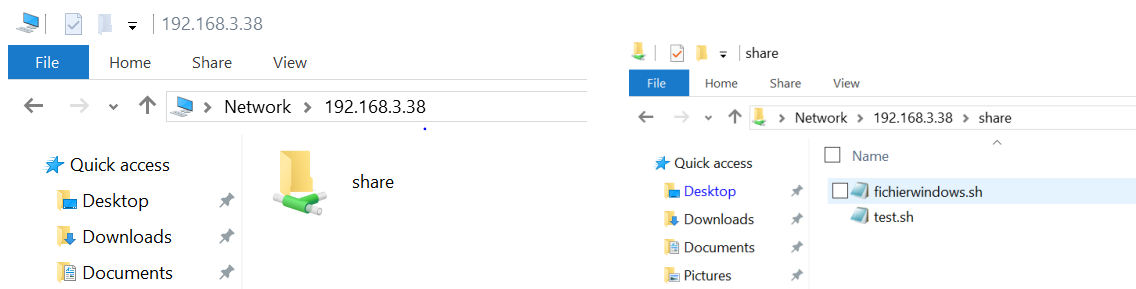 192.168.3.38
File Home Share View
Network 192.168.3.38
Quick access
Desktop
Downloads
Documents
share
share
File Home Share View
Network 192.168.3.38 share
Quick access
Desktop
Downloads
Documents
Pictures
Name
fichierwindows.sh
test.sh